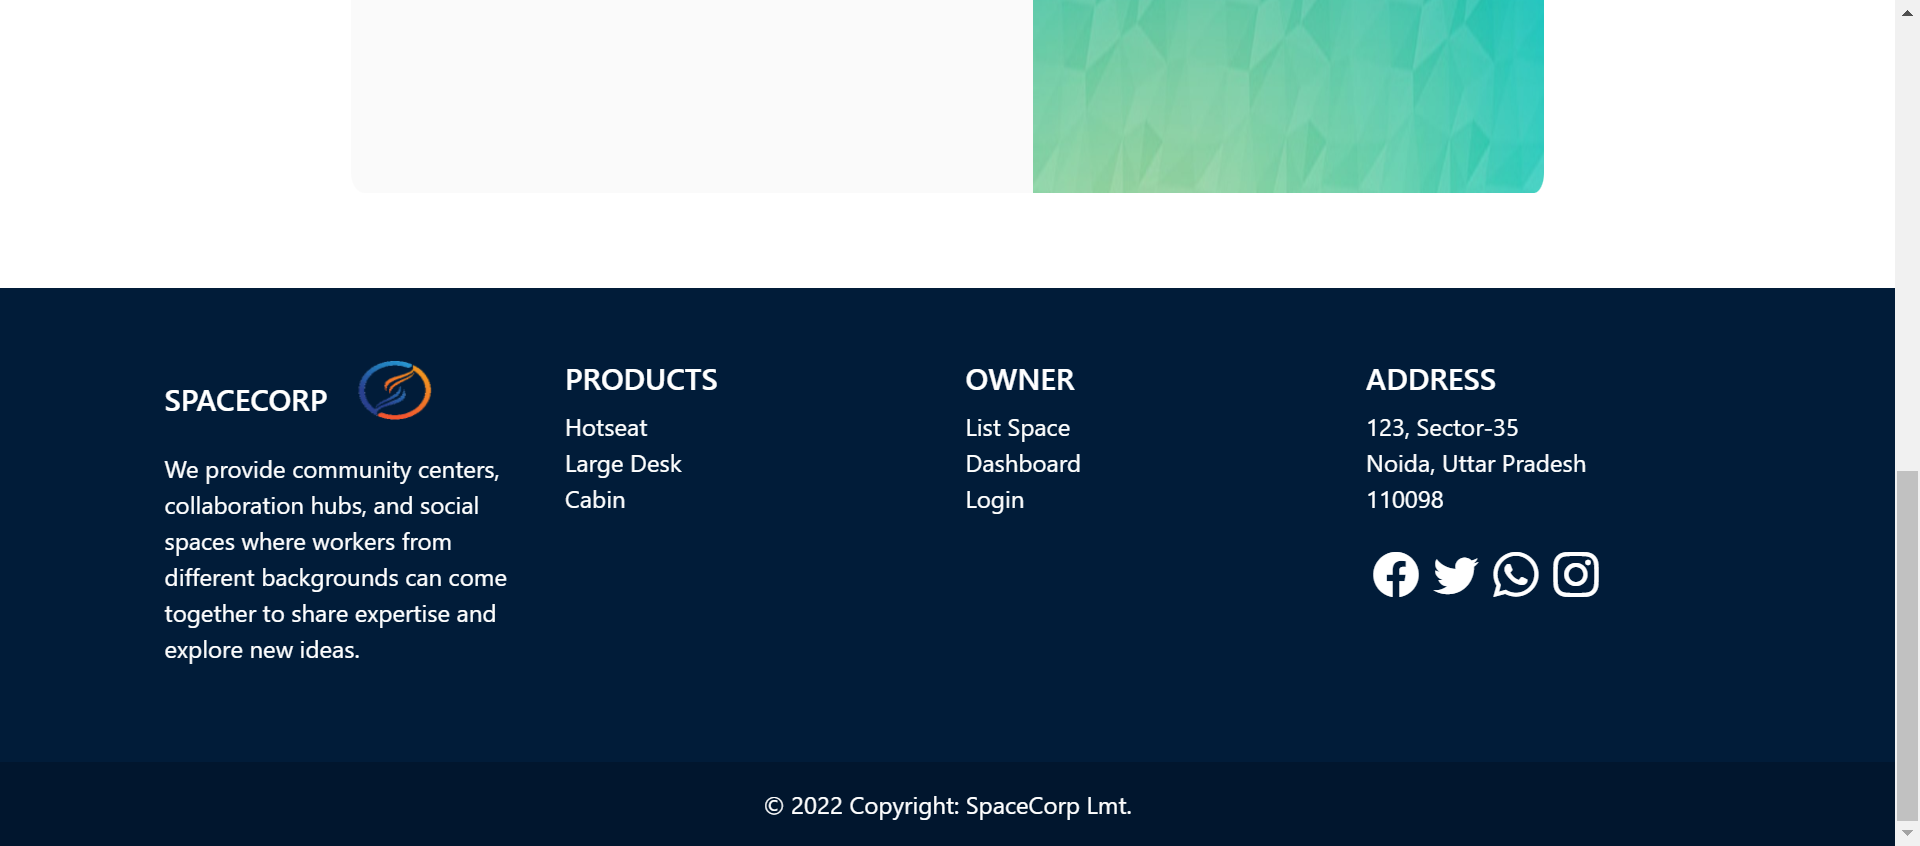 SPACECORP
We provide community centers,
collaboration hubs, and social
spaces where workers from
different backgrounds can come
together to share expertise and
explore new ideas.
PRODUCTS
Hotseat
Large Desk
Cabin
OWNER
List Space
Dashboard
Login
ADDRESS
123, Sector-35
Noida, Uttar Pradesh
110098
© 2022 Copyright: SpaceCorp Lmt.